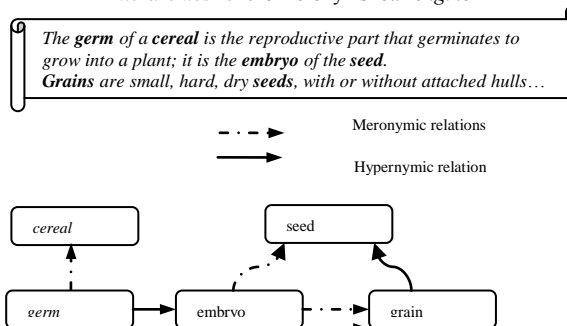 The germ of a cereal is the reproductive part that germinates to
grow into a plant; it is the embryo of the seed.
Grains are small, hard, dry seeds, with or without attached hulls…
Meronymic relations
Hypernymic relation
cereal
seed
germ
embryo
grain